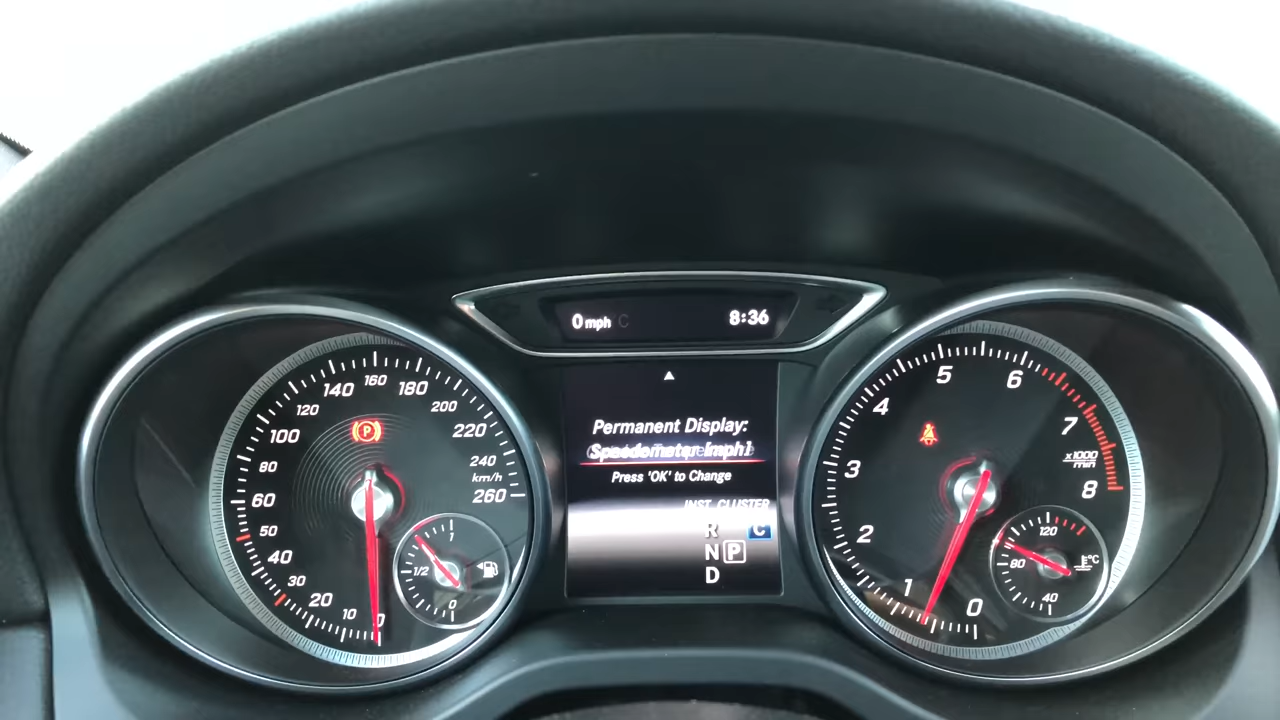 0 mph C
8:36
Permanent Display:
Speedometer [mph]
Press 'OK' to Change
INST. CLUSTER
R
C
N P
D
0
10
20
30
40
50
60
80
100
120
140
160
180
200
220
240
km/h
260
P
1
1/2
0
0
1
2
3
4
5
6
7
8
x1000
min
120
80
40
°C